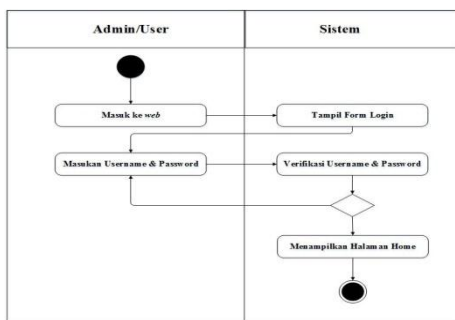 Admin/User
Sistem
Masuk ke web
Tampil Form Login
Masukan Username & Password
Verifikasi Username & Password
Menampilkan Halaman Home